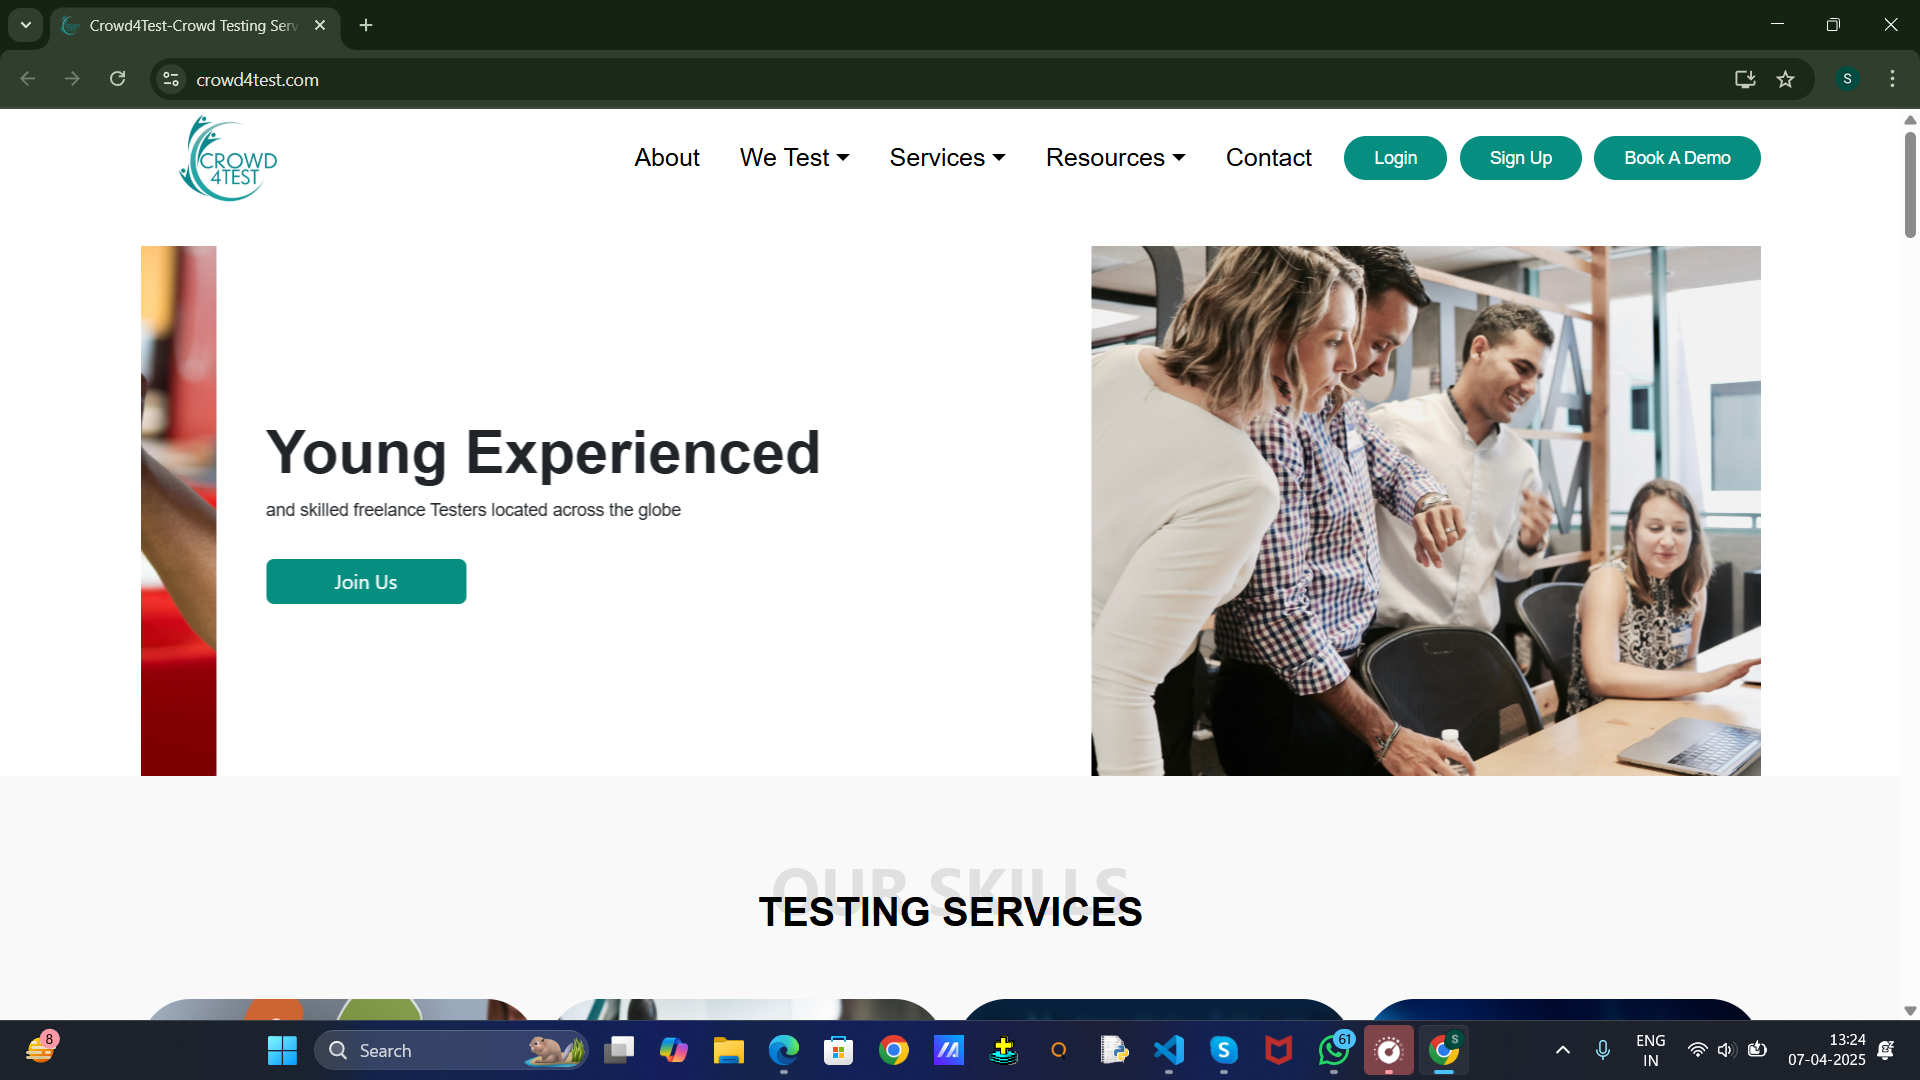 Crowd4Test-Crowd Testing Serv
crowd4test.com
S
CROWD
4TEST
About
We Test
Services
Resources
Contact
Login
Sign Up
Book A Demo
Young Experienced
and skilled freelance Testers located across the globe
Join Us
OUR SKILLS
TESTING SERVICES
8
Search
61
S
ENG
IN
13:24
07-04-2025